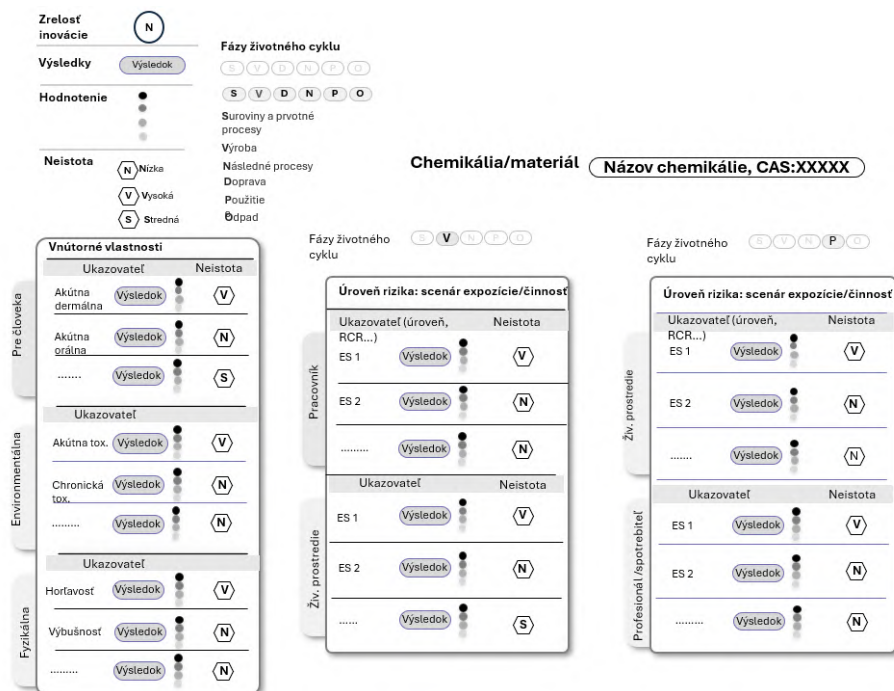 Zrelosť
inovácie
N
Výsledky
Výsledok
Hodnotenie
Neistota
N Nízka
V Vysoká
S Stredná
Fázy životného cyklu
S V D N P O
S V D N P O
Suroviny a prvotné
procesy
Výroba
Následné procesy
Doprava
Použitie
Odpad
Chemikália/materiál
Názov chemikálie, CAS:XXXXX
Vnútorné vlastnosti
Ukazovateľ Neistota
Pre človeka
Akútna
dermálna
Výsledok V
Akútna
orálna
Výsledok N
....... Výsledok S
Ukazovateľ
Environmentálna
Akútna tox. Výsledok V
Chronická
tox.
Výsledok N
......... Výsledok N
Ukazovateľ
Fyzikálna
Horľavosť Výsledok V
Výbušnosť Výsledok N
......... Výsledok N
Fázy životného
cyklu
S V N P O
Úroveň rizika: scenár expozície/činnosť
Ukazovateľ (úroveň,
RCR...)
Neistota
Pracovník
ES 1 Výsledok V
ES 2 Výsledok N
......... Výsledok N
Ukazovateľ Neistota
Živ. prostredie
ES 1 Výsledok V
ES 2 Výsledok N
...... Výsledok S
Fázy životného
cyklu
S V N P O
Úroveň rizika: scenár expozície/činnosť
Ukazovateľ (úroveň,
RCR...)
Neistota
Živ. prostredie
ES 1 Výsledok V
ES 2 Výsledok N
....... Výsledok N
Ukazovateľ Neistota
Profesionál /spotrebiteľ
ES 1 Výsledok V
ES 2 Výsledok N
......... Výsledok N